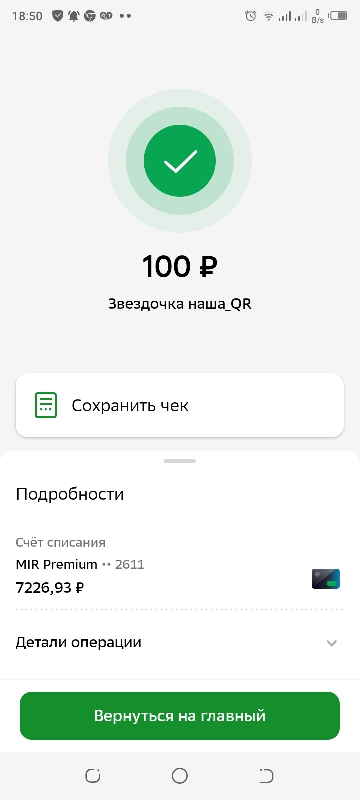 18:50
0
B/s
100 ₽
Звездочка наша_QR
Сохранить чек
Подробности
Счёт списания
MIR Premium •• 2611
7226,93 ₽
Детали операции
Вернуться на главный